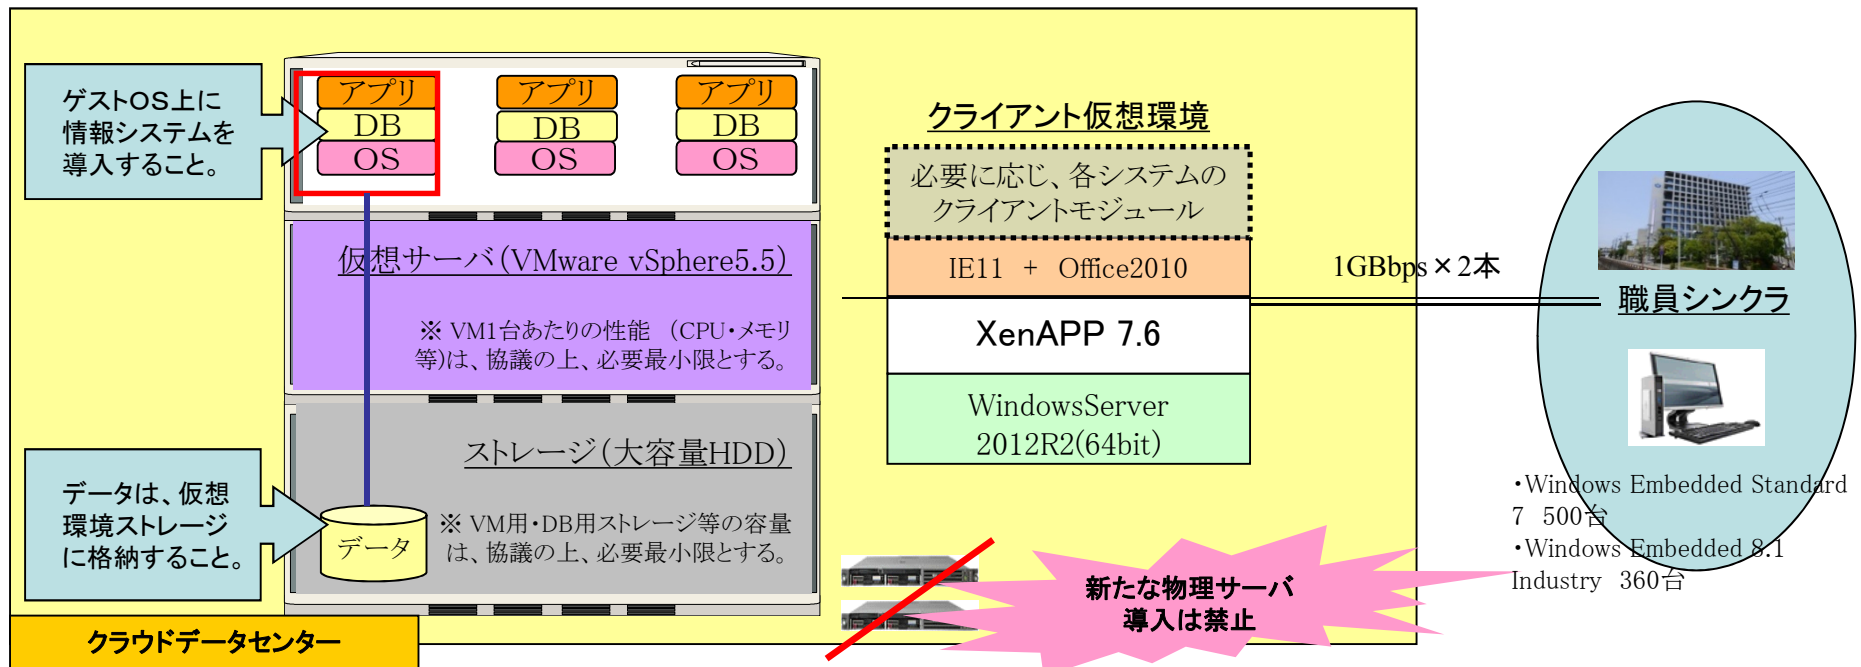 ゲストOS上に
情報システムを
導入すること。
アプリ
DB
OS
アプリ
DB
OS
アプリ
DB
OS
仮想サーバ(VMware vSphere5.5)
※ VM1台あたりの性能 (CPU・メモリ
等)は、協議の上、必要最小限とする。
ストレージ(大容量HDD)
※ VM用・DB用ストレージ等の容量
は、協議の上、必要最小限とする。
データ
データは、仮想
環境ストレージ
に格納すること。
クラウドデータセンター
クライアント仮想環境
必要に応じ、各システムの
クライアントモジュール
IE11 + Office2010
XenAPP 7.6
WindowsServer
2012R2(64bit)
新たな物理サーバ
導入は禁止
1GBbps×2本
職員シンクラ
・Windows Embedded Standard
7 500台
・Windows Embedded 8.1
Industry 360台